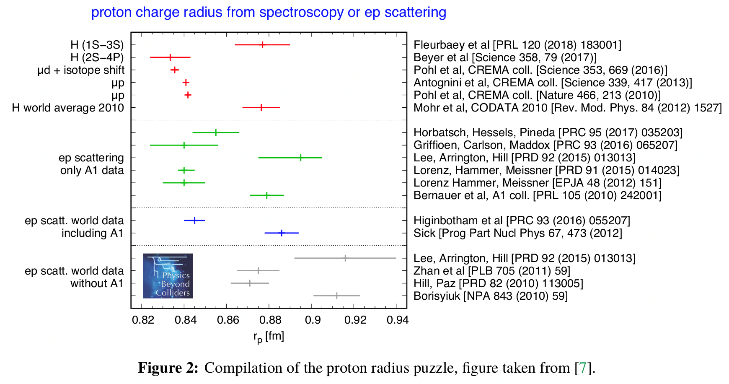 proton charge radius from spectroscopy or ep scattering
H (1S−3S) Fleurbaey et al [PRL 120 (2018) 183001]
H (2S−4P) Beyer et al [Science 358, 79 (2017)]
μd + isotope shift Pohl et al, CREMA coll. [Science 353, 669 (2016)]
μp Antognini et al, CREMA coll. [Science 339, 417 (2013)]
μp Pohl et al, CREMA coll. [Nature 466, 213 (2010)]
H world average 2010 Mohr et al, CODATA 2010 [Rev. Mod. Phys. 84 (2012) 1527]
Horbatsch, Hessels, Pineda [PRC 95 (2017) 035203]
Griffioen, Carlson, Maddox [PRC 93 (2016) 065207]
ep scattering Lee, Arrington, Hill [PRD 92 (2015) 013013]
only A1 data Lorenz, Hammer, Meissner [PRD 91 (2015) 014023]
Lorenz Hammer, Meissner [EPJA 48 (2012) 151]
Bernauer et al, A1 coll. [PRL 105 (2010) 242001]
ep scatt. world data Higinbotham et al [PRC 93 (2016) 055207]
including A1 Sick [Prog Part Nucl Phys 67, 473 (2012]
Lee, Arrington, Hill [PRD 92 (2015) 013013]
ep scatt. world data Zhan et al [PLB 705 (2011) 59]
without A1 Hill, Paz [PRD 82 (2010) 113005]
Borisyiuk [NPA 843 (2010) 59]
Physics
Beyond
Colliders
0.82 0.84 0.86 0.88 0.9 0.92 0.94
rp [fm]
Figure 2: Compilation of the proton radius puzzle, figure taken from [7].